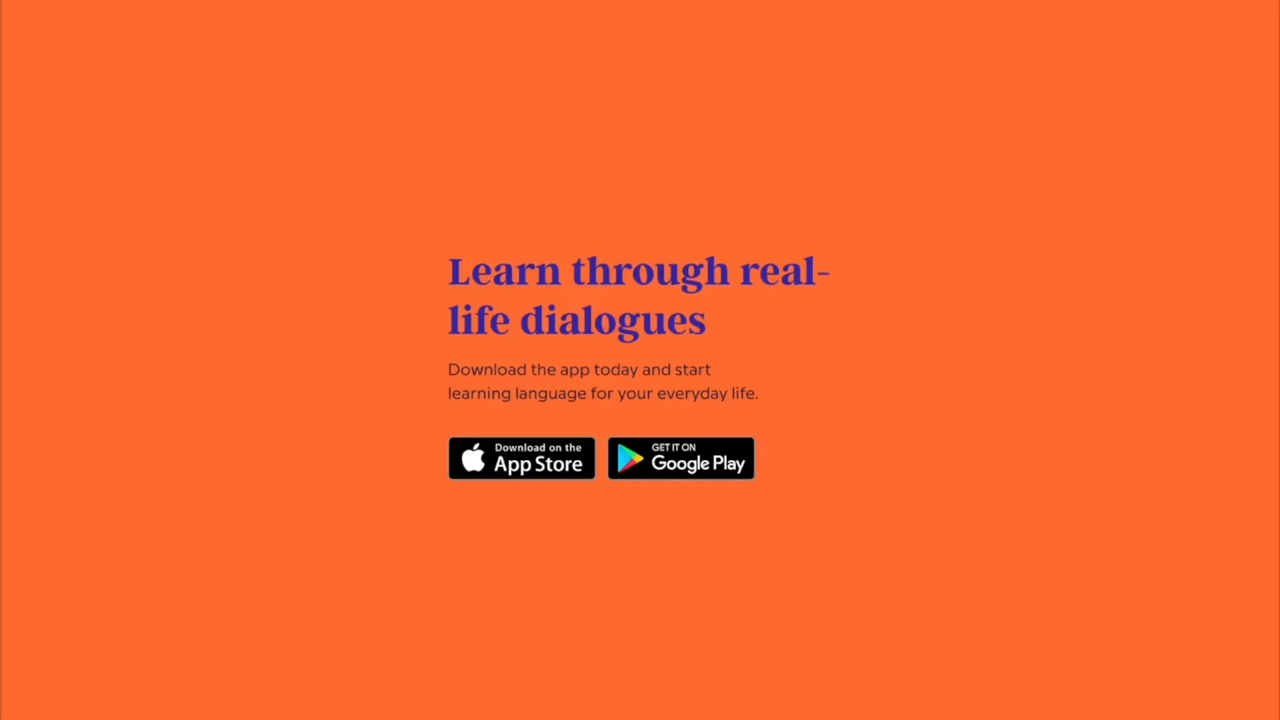 Learn through real-
life dialogues
Download the app today and start
learning language for your everyday life.
Download on the
App Store
GET IT ON
Google Play